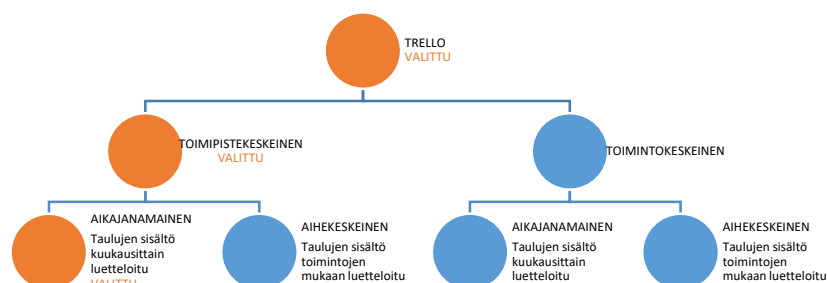 TRELLO
VALITTU
TOIMIPISTEKESKEINEN
VALITTU
TOIMINTOKESKEINEN
AIKAJANAMAINEN
Taulujen sisältö
kuukausittain
luetteloitu
VALITTU
AIHEKESKEINEN
Taulujen sisältö
toimintojen
mukaan luetteloitu
AIKAJANAMAINEN
Taulujen sisältö
kuukausittain
luetteloitu
AIHEKESKEINEN
Taulujen sisältö
toimintojen
mukaan luetteloitu